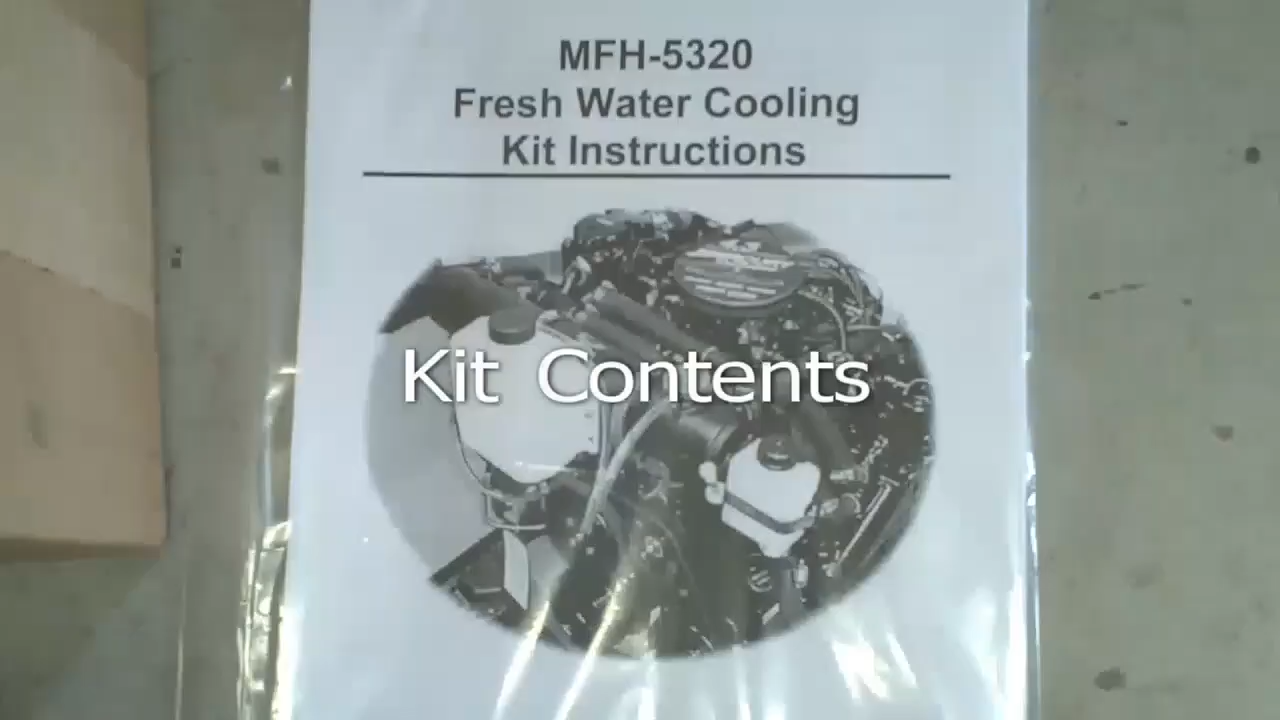 MFH-5320
Fresh Water Cooling
Kit Instructions
Kit Contents